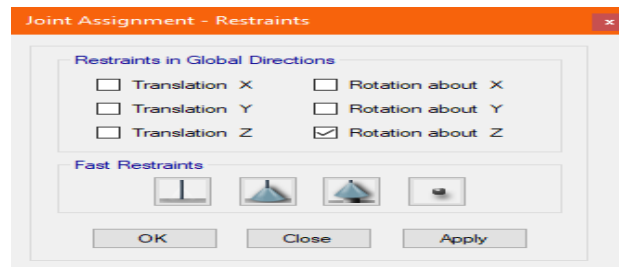 Joint Assignment - Restraints
Restraints in Global Directions
Translation X Rotation about X
Translation Y Rotation about Y
Translation Z Rotation about Z
Fast Restraints
OK Close Apply